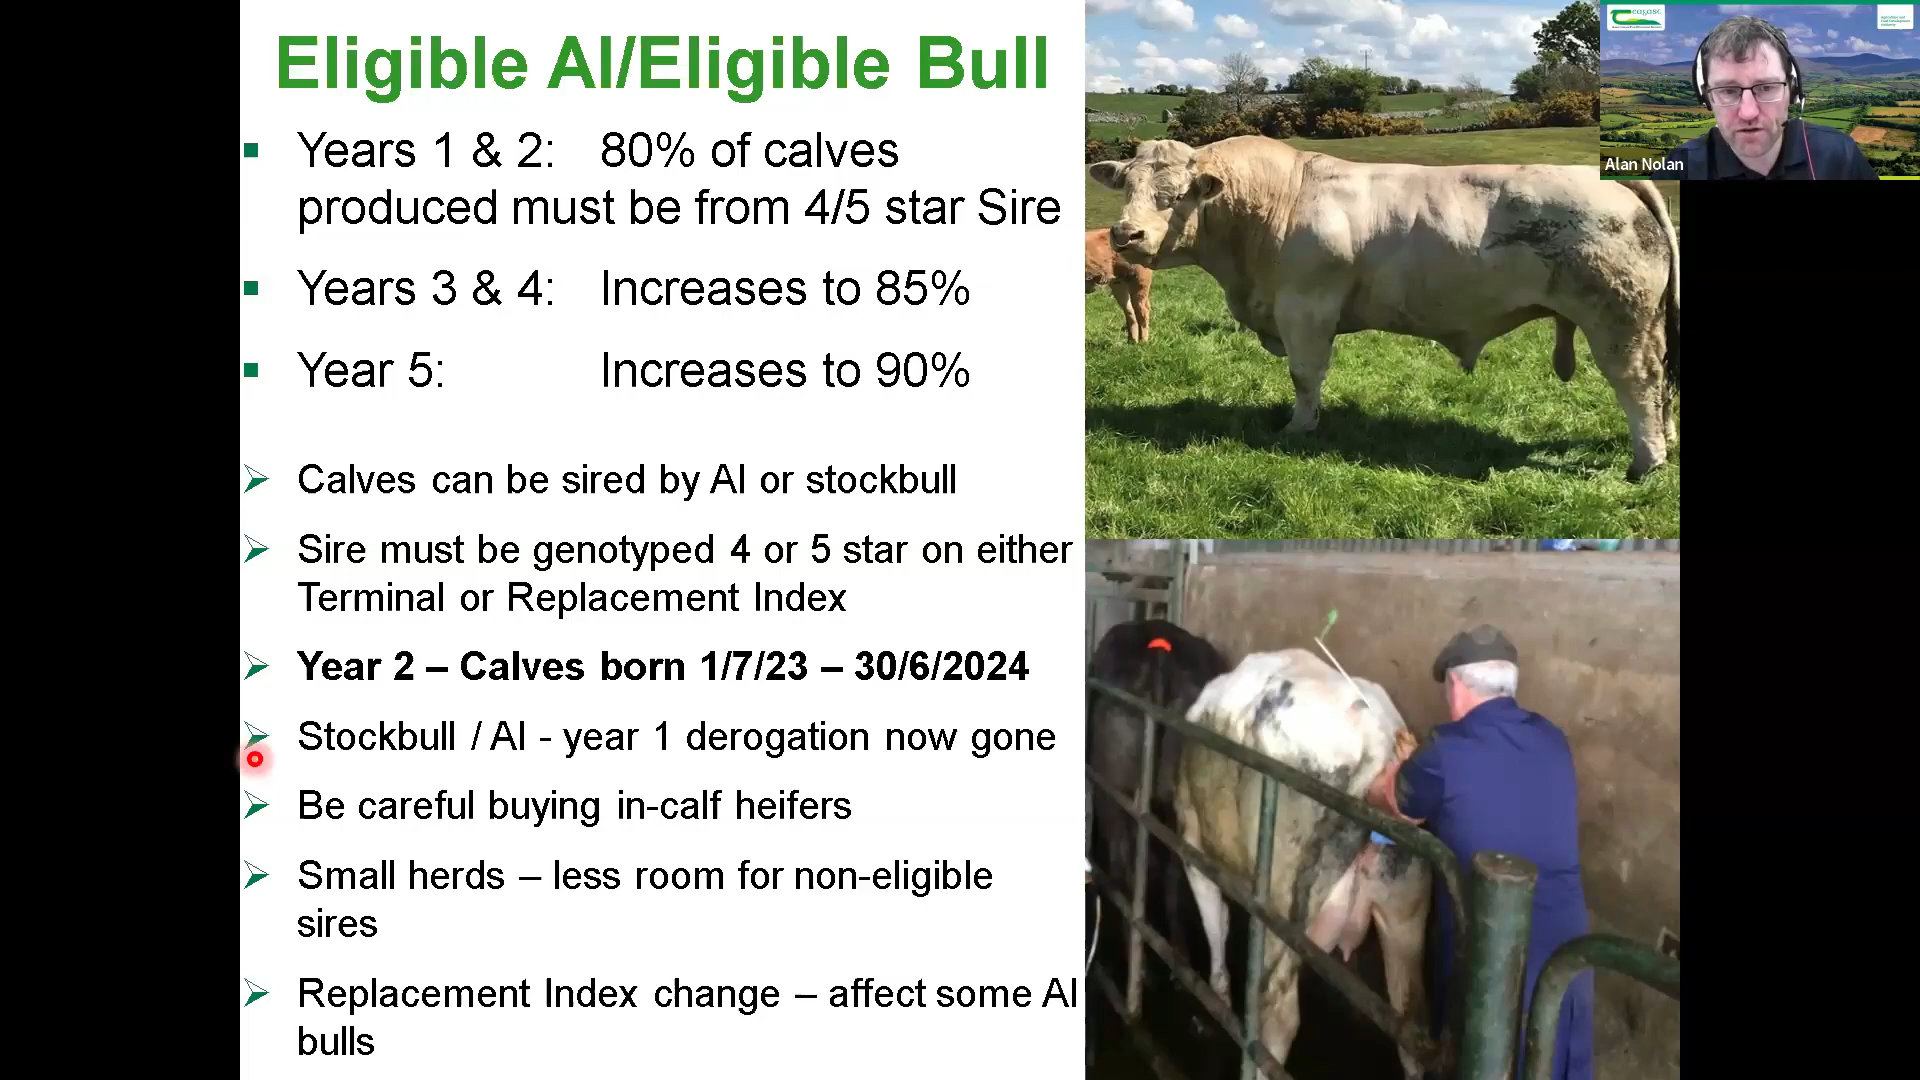 Eligible AI/Eligible Bull
Years 1 & 2: 80% of calves
produced must be from 4/5 star Sire
Years 3 & 4: Increases to 85%
Year 5: Increases to 90%
Calves can be sired by AI or stockbull
Sire must be genotyped 4 or 5 star on either
Terminal or Replacement Index
Year 2 – Calves born 1/7/23 – 30/6/2024
Stockbull / AI - year 1 derogation now gone
Be careful buying in-calf heifers
Small herds – less room for non-eligible
sires
Replacement Index change – affect some AI
bulls
Teagasc
Alan Nolan